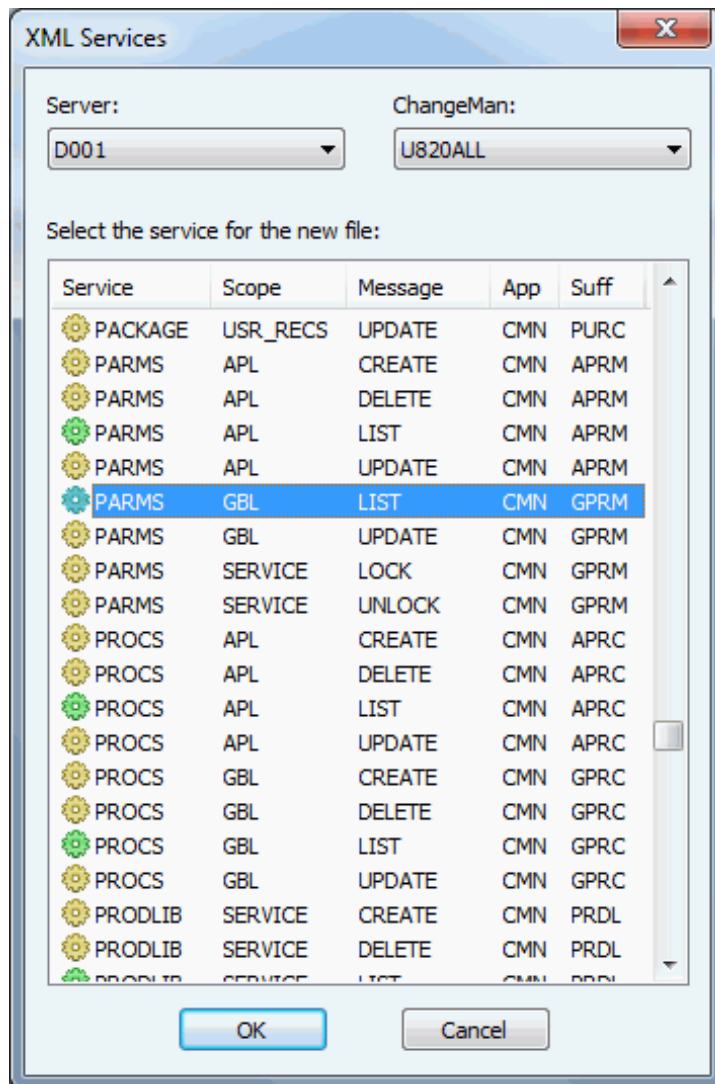 XML Services
Server: ChangeMan:
D001 U820ALL
Select the service for the new file:
Service Scope Message App Suff
PACKAGE USR_RECS UPDATE CMN PURC
PARMS APL CREATE CMN APRM
PARMS APL DELETE CMN APRM
PARMS APL LIST CMN APRM
PARMS APL UPDATE CMN APRM
PARMS GBL LIST CMN GPRM
PARMS GBL UPDATE CMN GPRM
PARMS SERVICE LOCK CMN GPRM
PARMS SERVICE UNLOCK CMN GPRM
PROCS APL CREATE CMN APRC
PROCS APL DELETE CMN APRC
PROCS APL LIST CMN APRC
PROCS APL UPDATE CMN APRC
PROCS GBL CREATE CMN GPRC
PROCS GBL DELETE CMN GPRC
PROCS GBL LIST CMN GPRC
PROCS GBL UPDATE CMN GPRC
PRODLIB SERVICE CREATE CMN PRDL
PRODLIB SERVICE DELETE CMN PRDL
PRODLIB SERVICE LIST CMN PRDL
OK Cancel